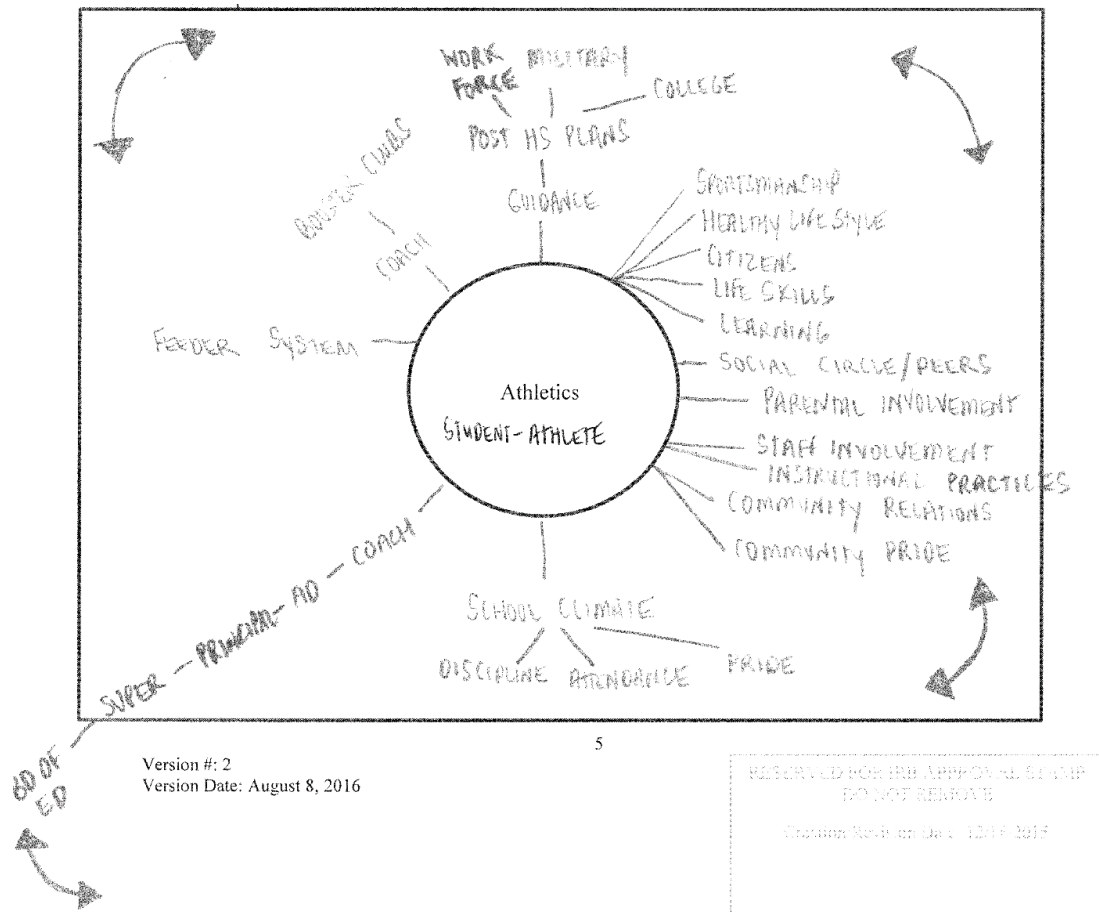 WORK MILITARY
FORCE
COLLEGE
POST HS PLANS
GUIDANCE
BOOSTER CLUBS
COACH
SPORTSMANSHIP
HEALTHY LIFE STYLE
CITIZENS
LIFE SKILLS
LEARNING
FEEDER SYSTEM
SOCIAL CIRCLE/PEERS
Athletics
STUDENT-ATHLETE
PARENTAL INVOLVEMENT
STAFF INVOLVEMENT
INSTRUCTIONAL PRACTICES
COMMUNITY RELATIONS
COMMUNITY PRIDE
SCHOOL CLIMATE
DISCIPLINE ATTENDANCE PRIDE
BD OF
ED — SUPER — PRINCIPAL — AD — COACH
5
Version #: 2
Version Date: August 8, 2016
RESERVED FOR IRB APPROVAL STAMP
DO NOT REMOVE